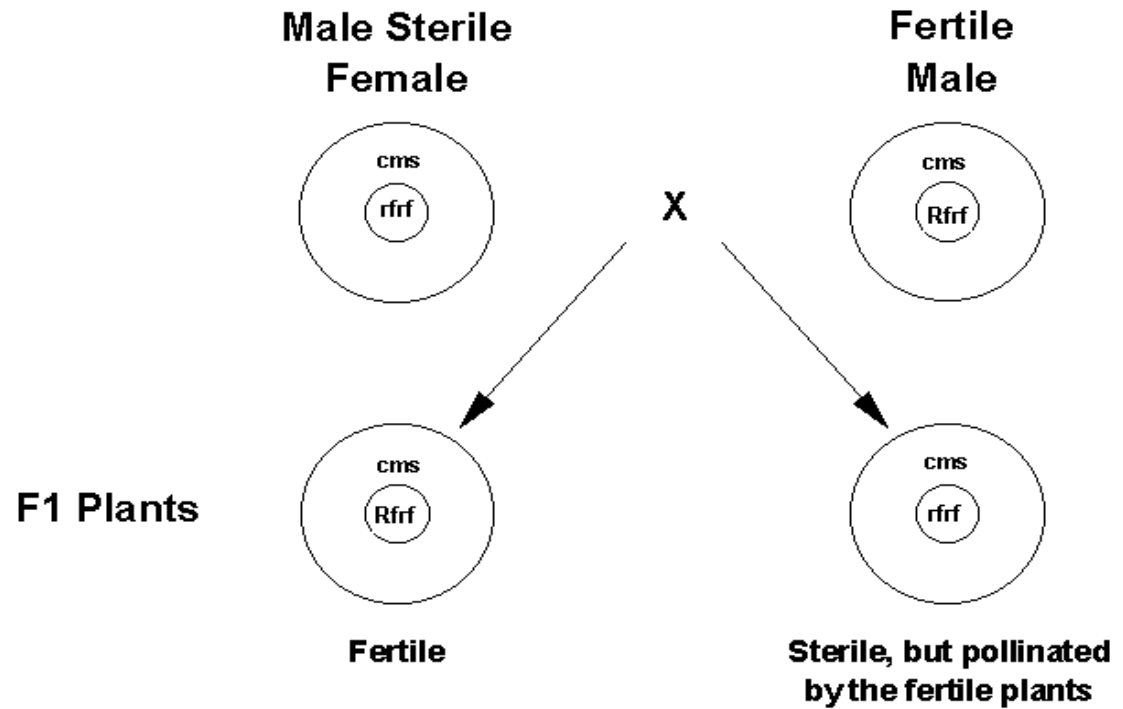 Male Sterile
Female
Fertile
Male
cms
rfrf
X
cms
Rfrf
F1 Plants
cms
Rfrf
cms
rfrf
Fertile
Sterile, but pollinated
by the fertile plants